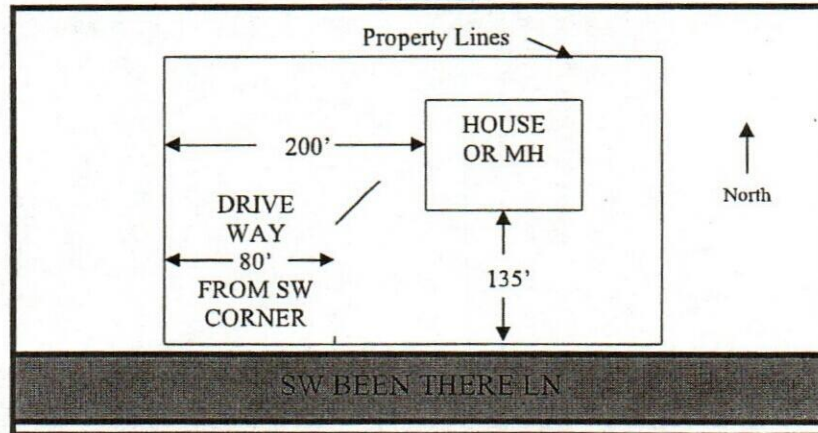 Property Lines
HOUSE
OR MH
200'
North
DRIVE
WAY
80'
FROM SW
CORNER
135'
SW BEEN THERE LN